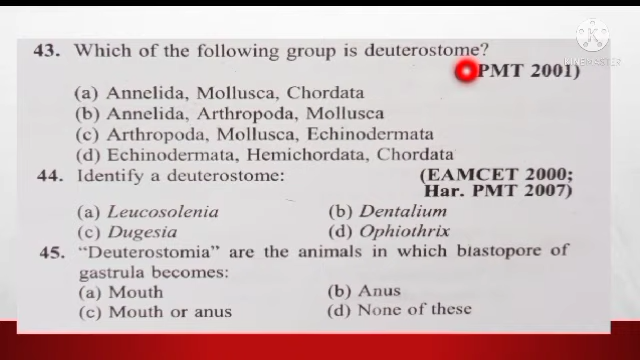 43. Which of the following group is deuterostome?
PMT 2001)
(a) Annelida, Mollusca, Chordata
(b) Annelida, Arthropoda, Mollusca
(c) Arthropoda, Mollusca, Echinodermata
(d) Echinodermata, Hemichordata, Chordata
44. Identify a deuterostome: (EAMCET 2000;
Har. PMT 2007)
(a) Leucosolenia (b) Dentalium
(c) Dugesia (d) Ophiothrix
45. "Deuterostomia" are the animals in which blastopore of
gastrula becomes:
(a) Mouth (b) Anus
(c) Mouth or anus (d) None of these